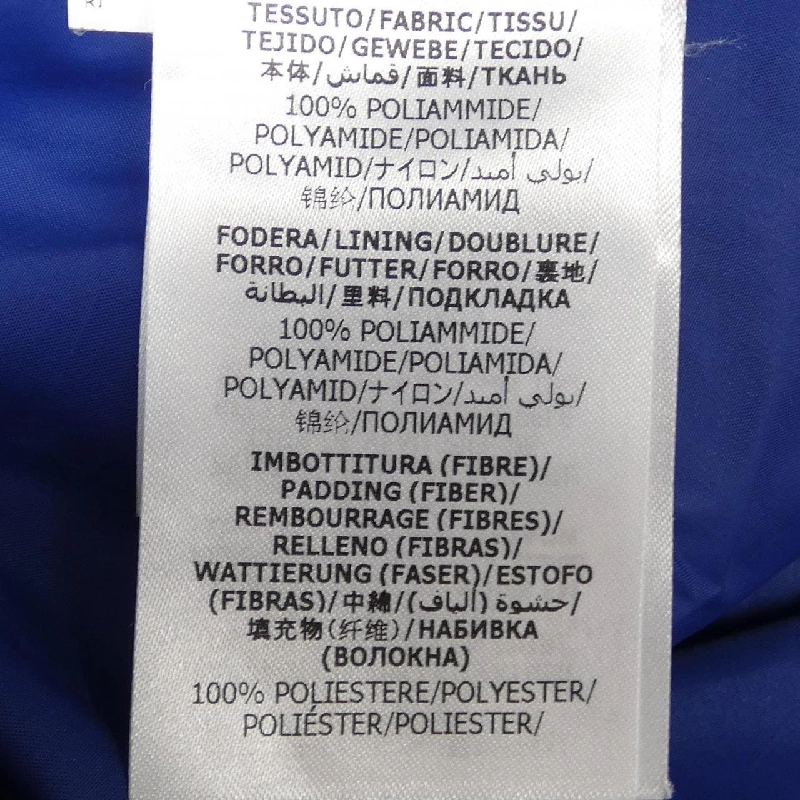 TESSUTO/FABRIC/TISSU/
TEJIDO/GEWEBE/TECIDO/
本体/قماش/面料/ТКАНЬ
100% POLIAMMIDE/
POLYAMIDE/POLIAMIDA/
POLYAMID/ナイロン/بولي أميد/
锦纶/ПОЛИАМИД
FODERA/LINING/DOUBLURE/
FORRO/FUTTER/FORRO/裏地/
البطانة/里料/ПОДКЛАДКА
100% POLIAMMIDE/
POLYAMIDE/POLIAMIDA/
POLYAMID/ナイロン/بولي أميد/
锦纶/ПОЛИАМИД
IMBOTTITURA (FIBRE)/
PADDING (FIBER)/
REMBOURRAGE (FIBRES)/
RELLENO (FIBRAS)/
WATTIERUNG (FASER)/ESTOFO
(FIBRAS)/中綿/حشوة (ألياف)/
填充物(纤维)/НАБИВКА
(ВОЛОКНА)
100% POLIESTERE/POLYESTER/
POLIÉSTER/POLIESTER/